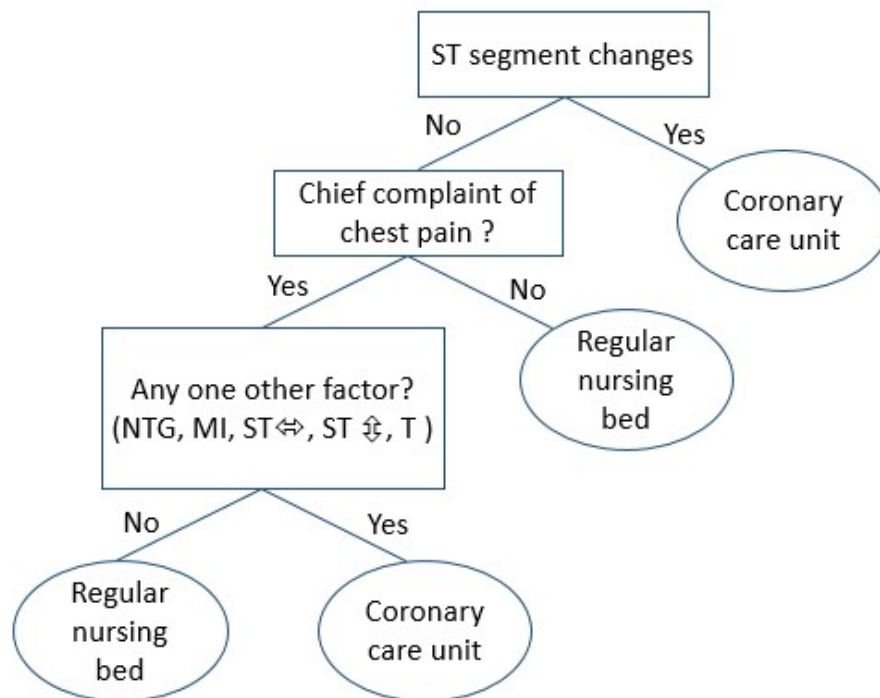 ST segment changes
No
Yes
Chief complaint of
chest pain ?
Coronary
care unit
Yes
No
Any one other factor?
(NTG, MI, ST⬄, ST ⇳, T )
Regular
nursing
bed
No
Yes
Regular
nursing
bed
Coronary
care unit